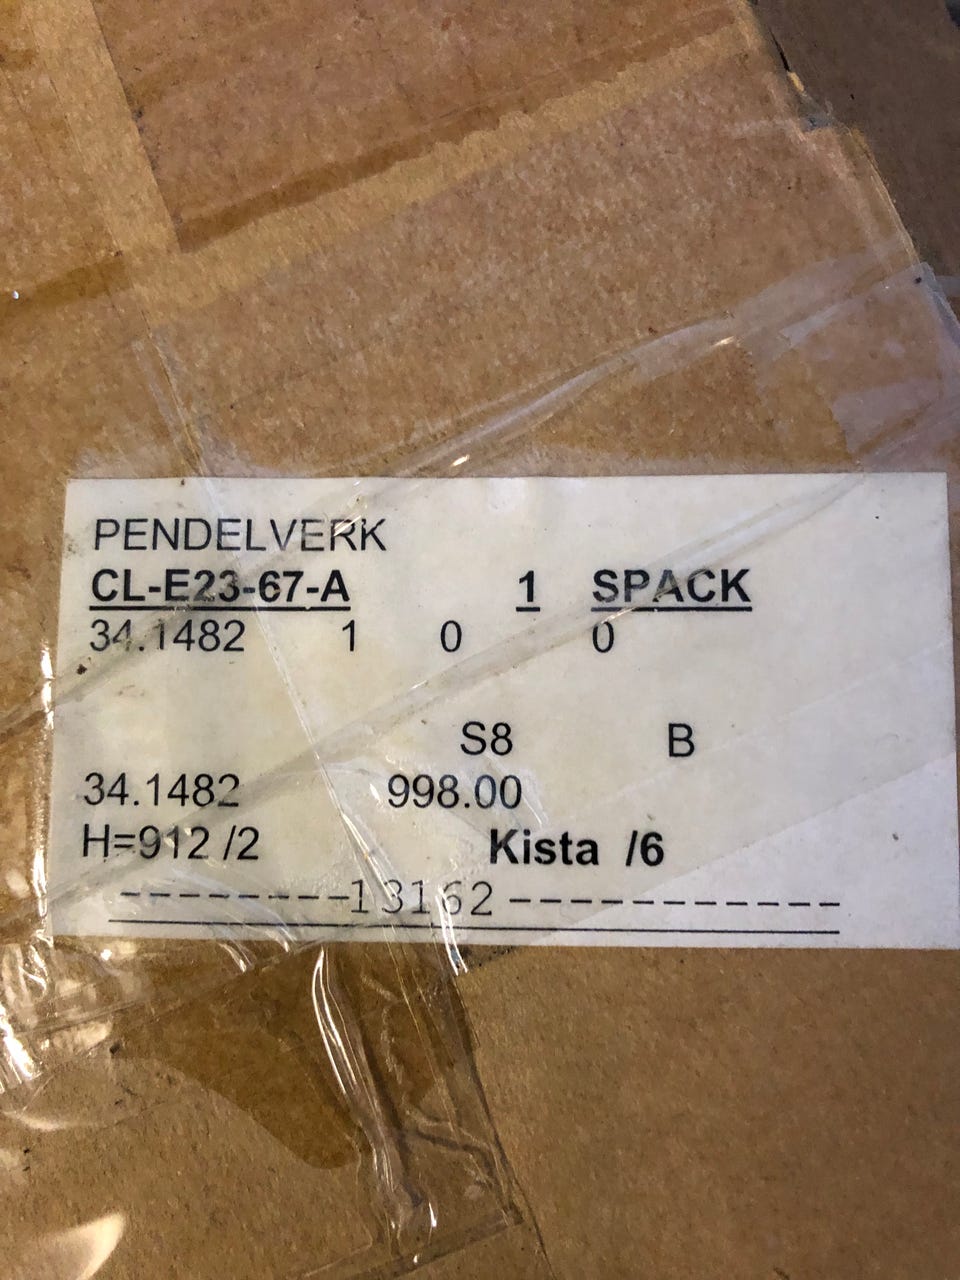 PENDELVERK
CL-E23-67-A 1 SPACK
34.1482 1 0 0
S8 B
34.1482 998.00
H=912 /2 Kista /6
---------13162------------